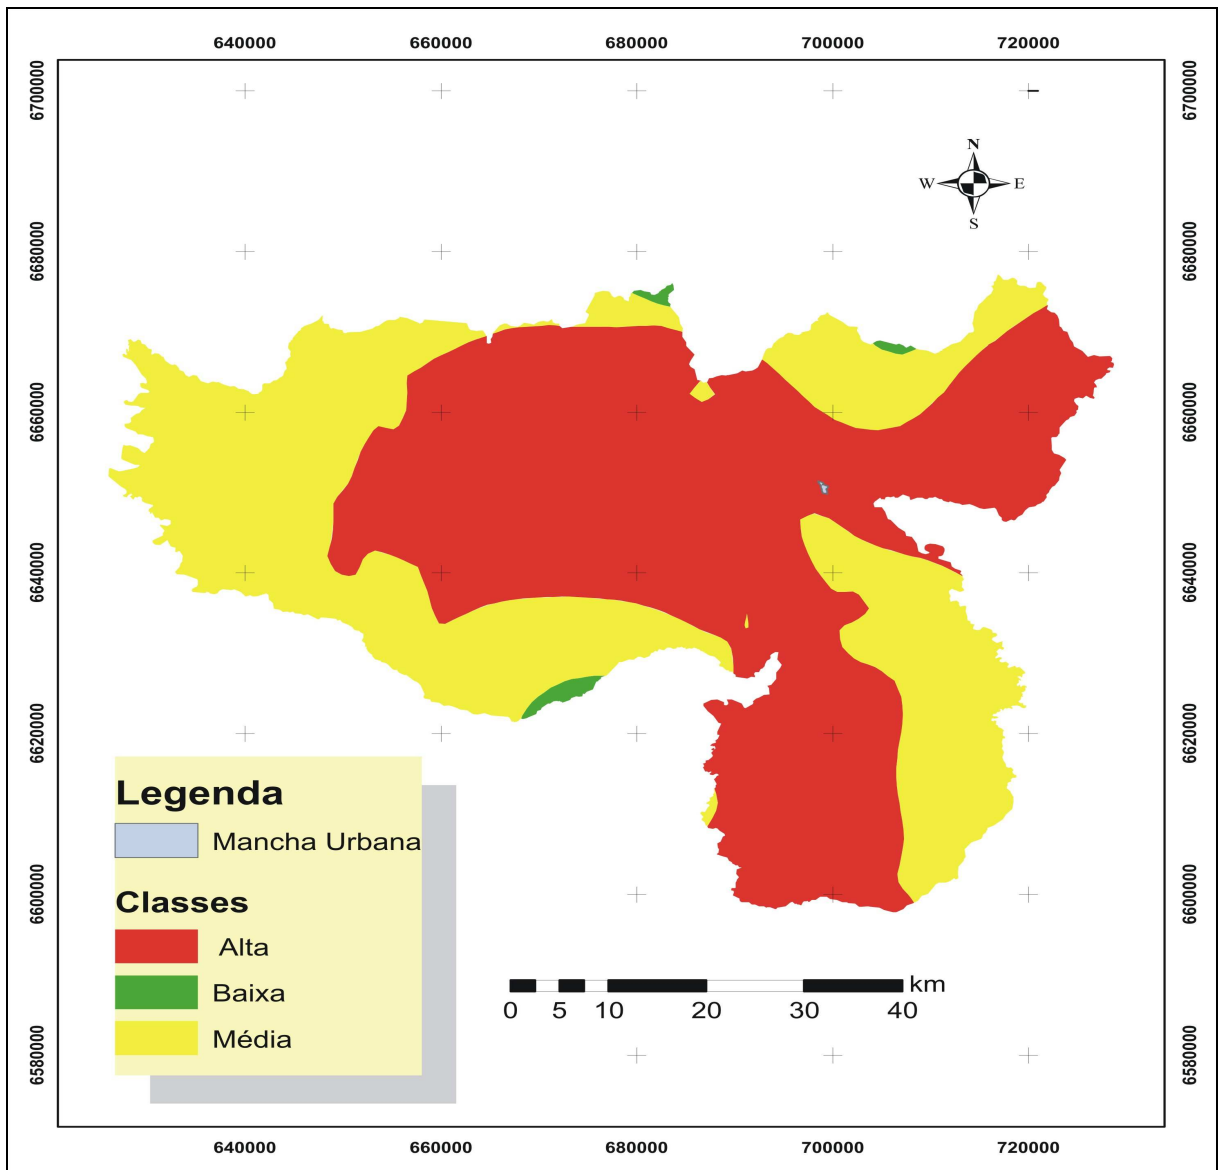 640000 660000 680000 700000 720000
6700000 6700000
N
W E
S
6680000 6680000
6660000 6660000
6640000 6640000
6620000 6620000
6600000 6600000
6580000 6580000
Legenda
Mancha Urbana
Classes
Alta
Baixa
Média
km
0 5 10 20 30 40
640000 660000 680000 700000 720000